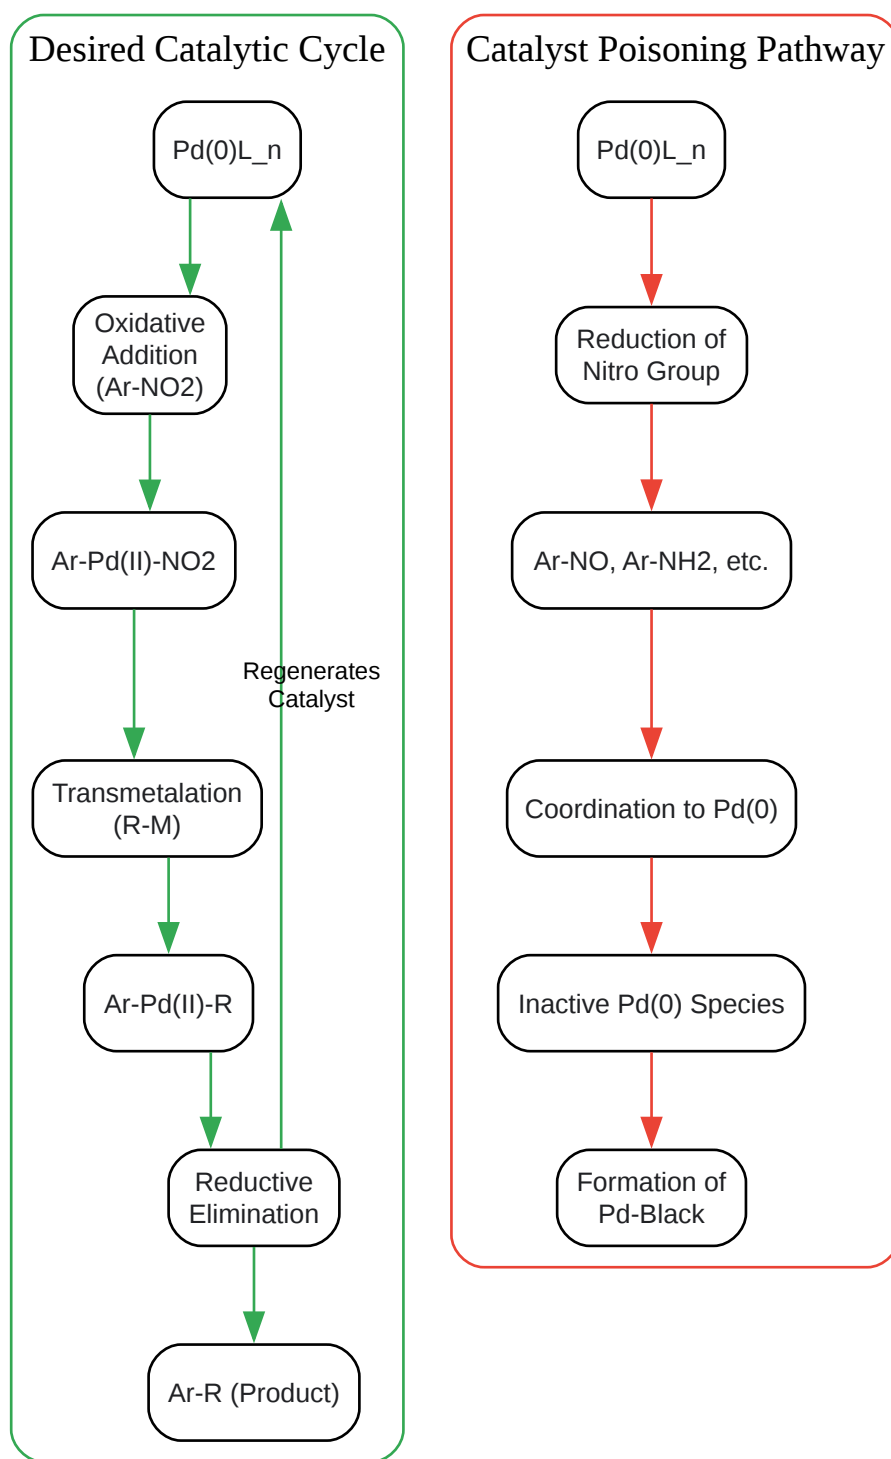 Desired Catalytic Cycle
Pd(0)L_n
Oxidative
Addition
(Ar-NO2)
Ar-Pd(II)-NO2
Regenerates
Catalyst
Transmetalation
(R-M)
Ar-Pd(II)-R
Reductive
Elimination
Ar-R (Product)
Catalyst Poisoning Pathway
Pd(0)L_n
Reduction of
Nitro Group
Ar-NO, Ar-NH2, etc.
Coordination to Pd(0)
Inactive Pd(0) Species
Formation of
Pd-Black